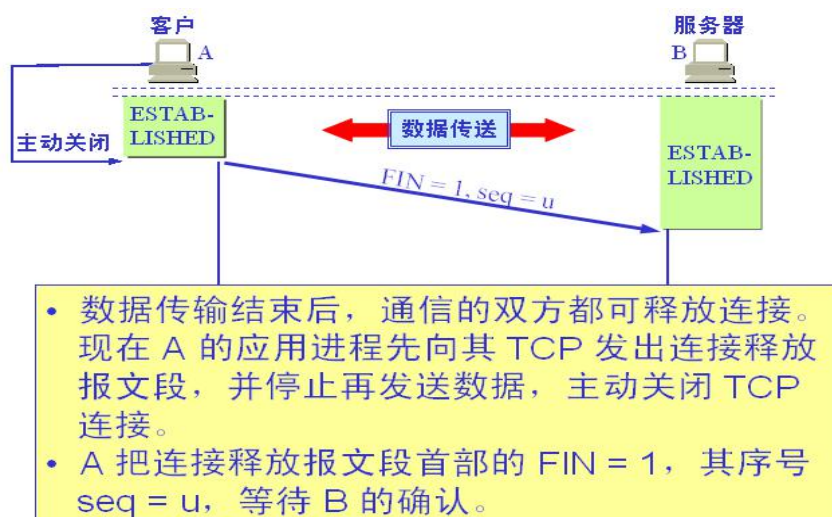 客户
服务器
A
B
ESTAB-
LISHED
数据传送
主动关闭
ESTAB-
LISHED
FIN = 1, seq = u
• 数据传输结束后，通信的双方都可释放连接。
现在 A 的应用进程先向其 TCP 发出连接释放
报文段，并停止再发送数据，主动关闭 TCP
连接。
• A 把连接释放报文段首部的 FIN = 1，其序号
seq = u，等待 B 的确认。